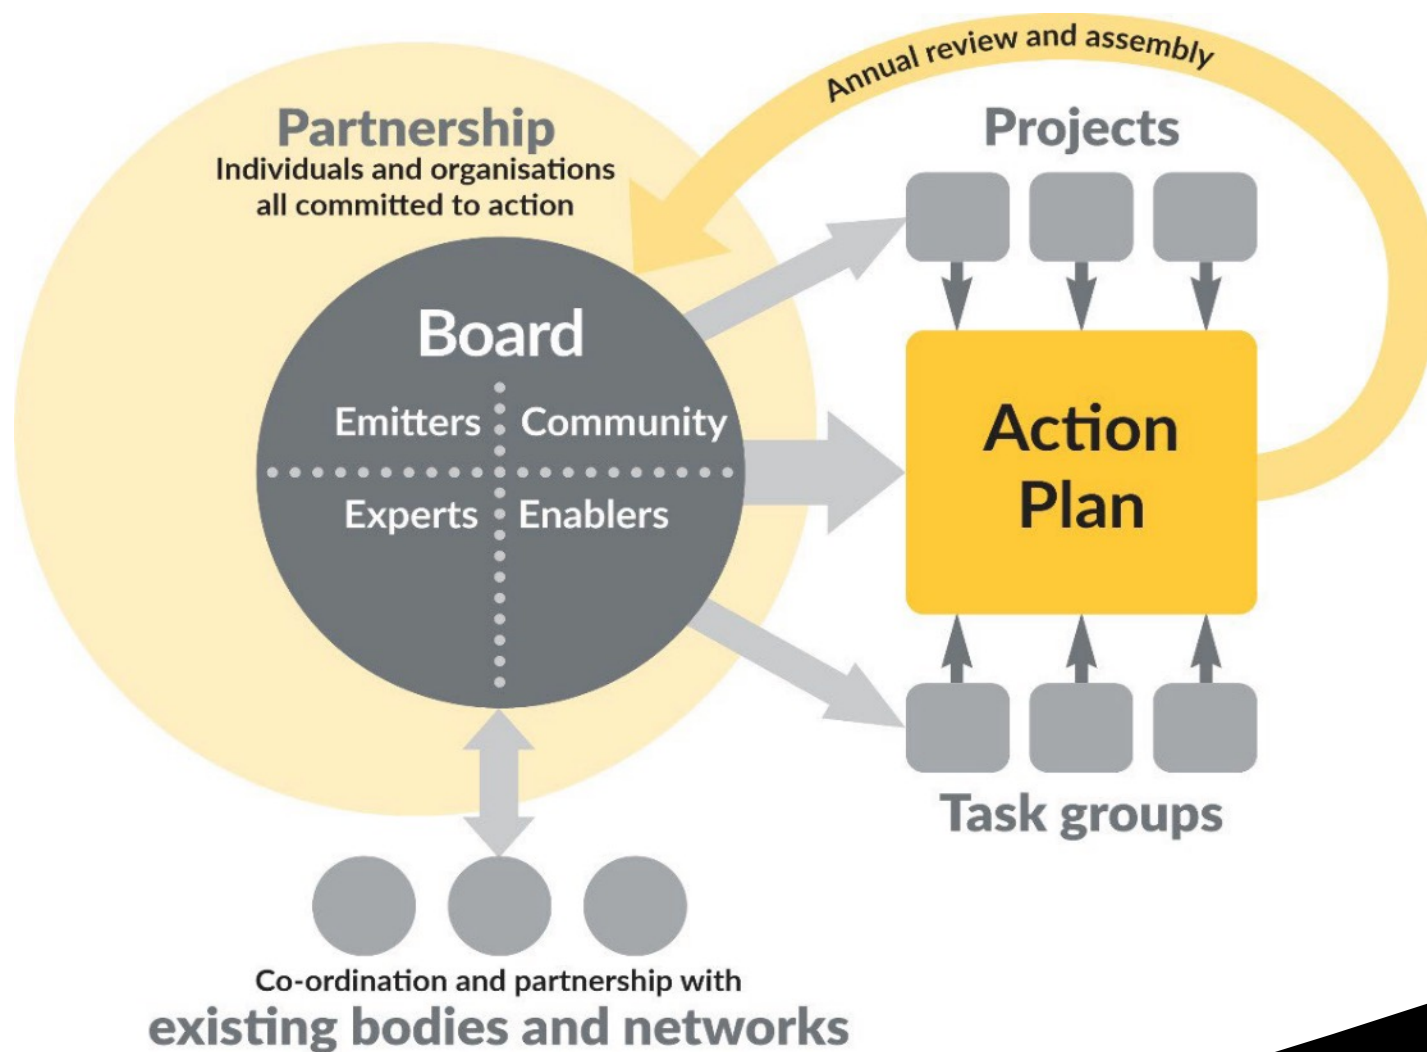 Annual review and assembly
Partnership
Individuals and organisations
all committed to action
Projects
Board
Emitters
Community
Experts
Enablers
Action
Plan
Task groups
Co-ordination and partnership with
existing bodies and networks